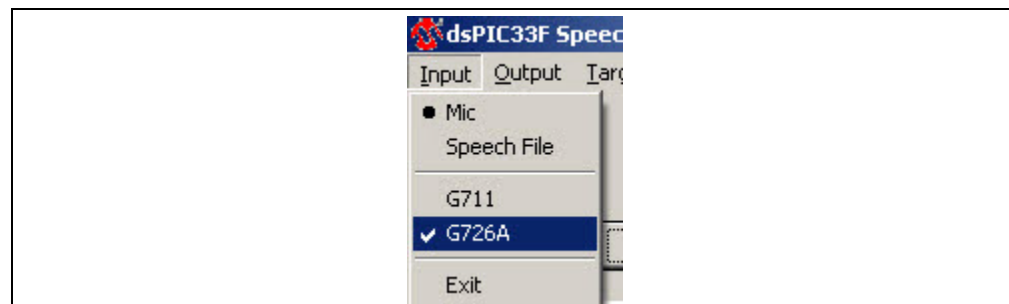 dsPIC33F Speec
Input Output Targ
Mic
Speech File
G711
G726A
Exit